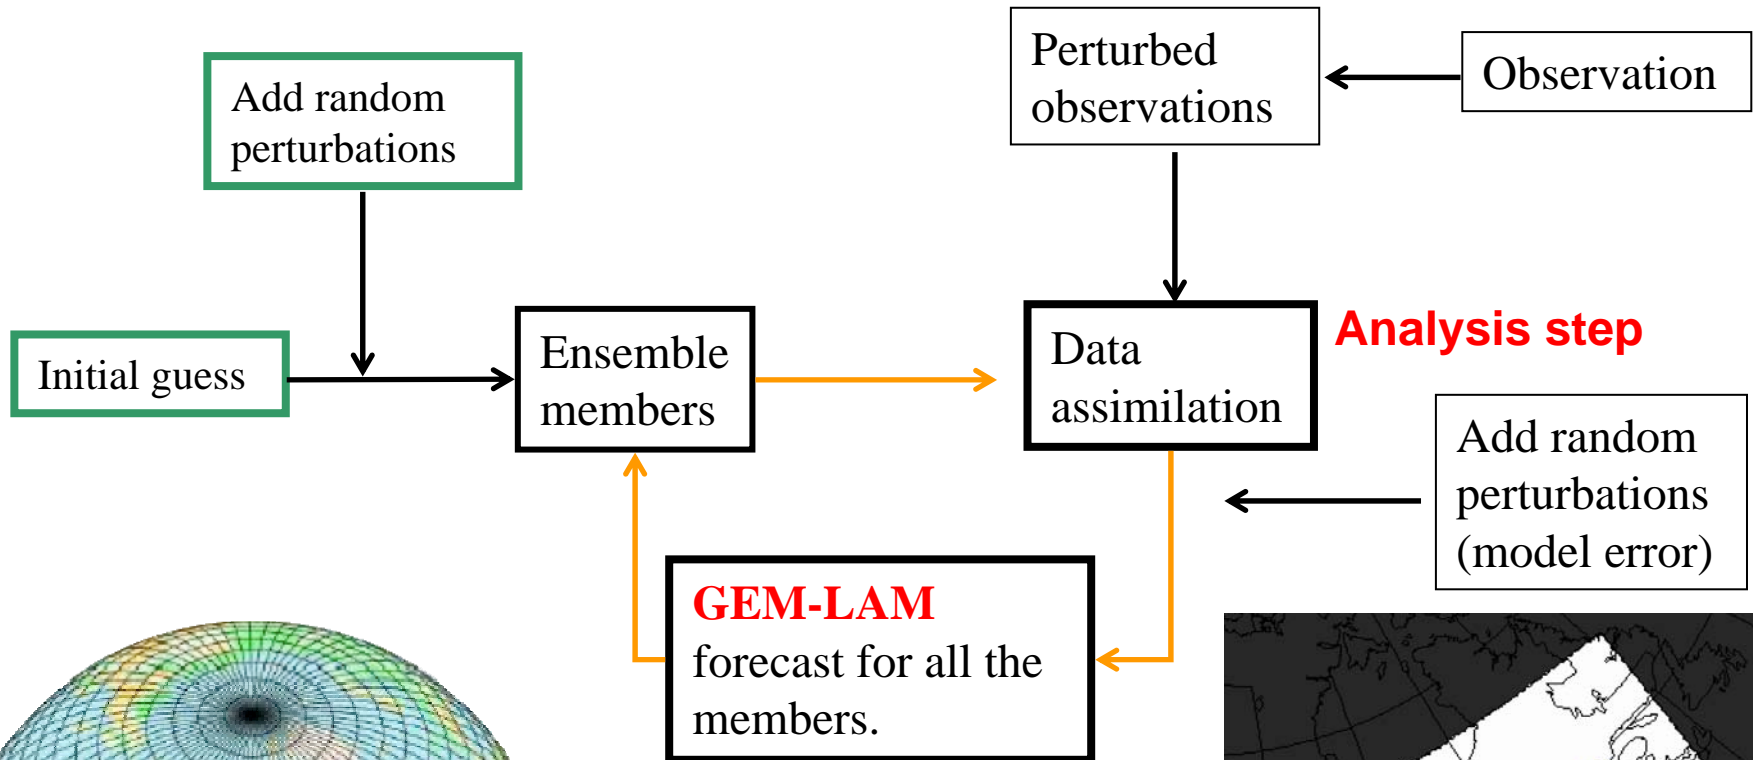 Add random
perturbations
Perturbed
observations
Observation
Initial guess
Ensemble
members
Data
assimilation
Analysis step
Add random
perturbations
(model error)
GEM-LAM
forecast for all the
members.